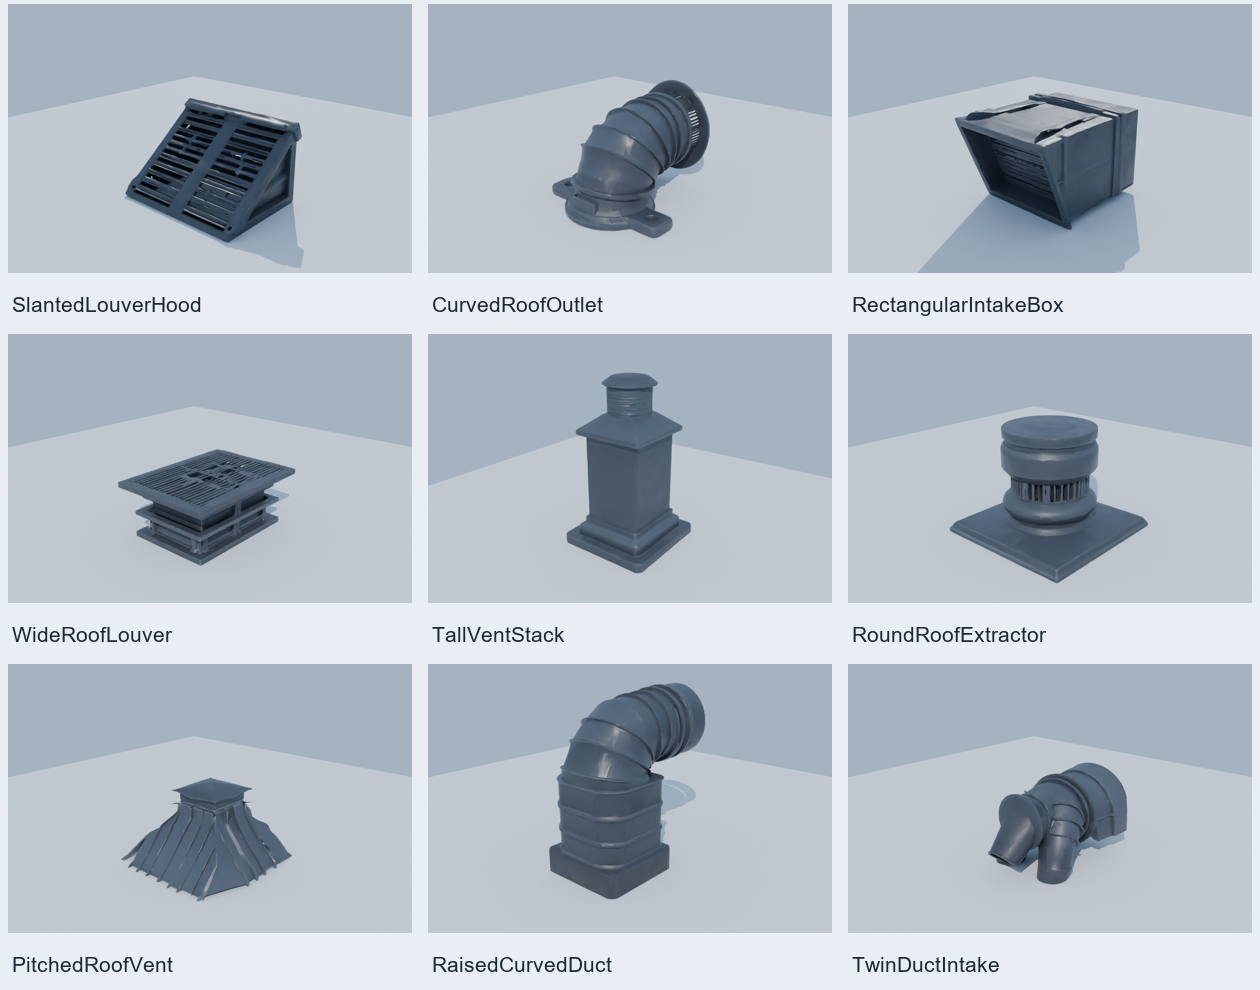 SlantedLouverHood
CurvedRoofOutlet
RectangularIntakeBox
WideRoofLouver
TallVentStack
RoundRoofExtractor
PitchedRoofVent
RaisedCurvedDuct
TwinDuctIntake